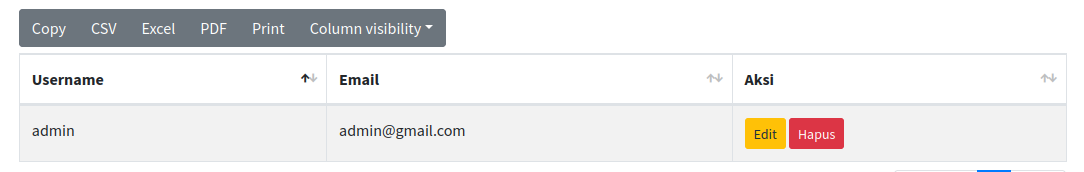 Copy CSV Excel PDF Print Column visibility
Username Email Aksi
admin admin@gmail.com Edit Hapus